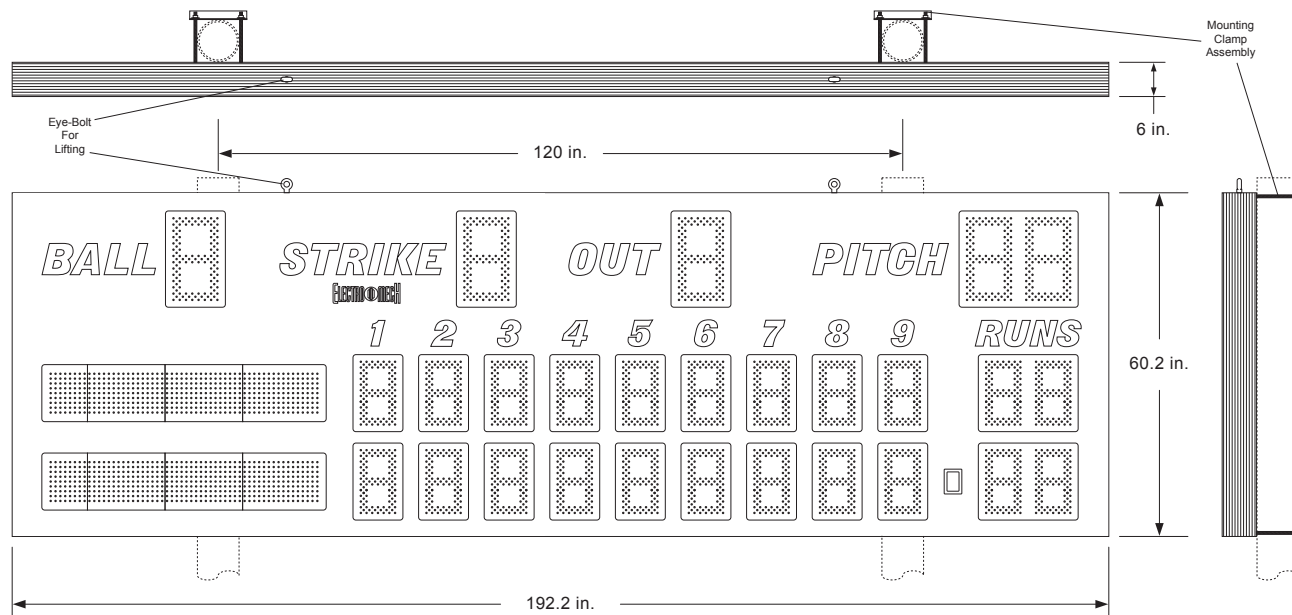 Mounting
Clamp
Assembly
Eye-Bolt
For
Lifting
6 in.
120 in.
BALL
STRIKE
OUT
PITCH
ELECTRO MECH
1 2 3 4 5 6 7 8 9 RUNS
60.2 in.
192.2 in.